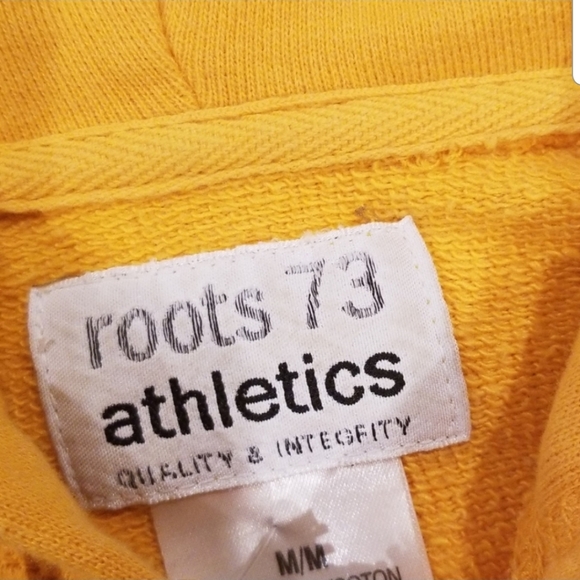 roots 73
athletics
QUALITY & INTEGRITY
M/M